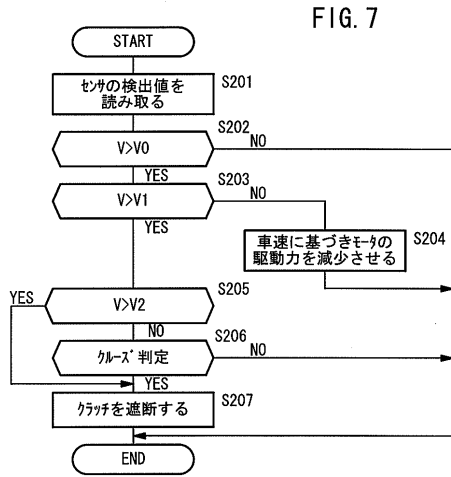 FIG. 7
START
センサの検出値を
読み取る
S201
V>V0
S202
NO
YES
V>V1
S203
NO
YES
車速に基づきモータの
駆動力を減少させる
S204
V>V2
S205
YES
NO
クルーズ判定
S206
NO
YES
クラッチを遮断する
S207
END